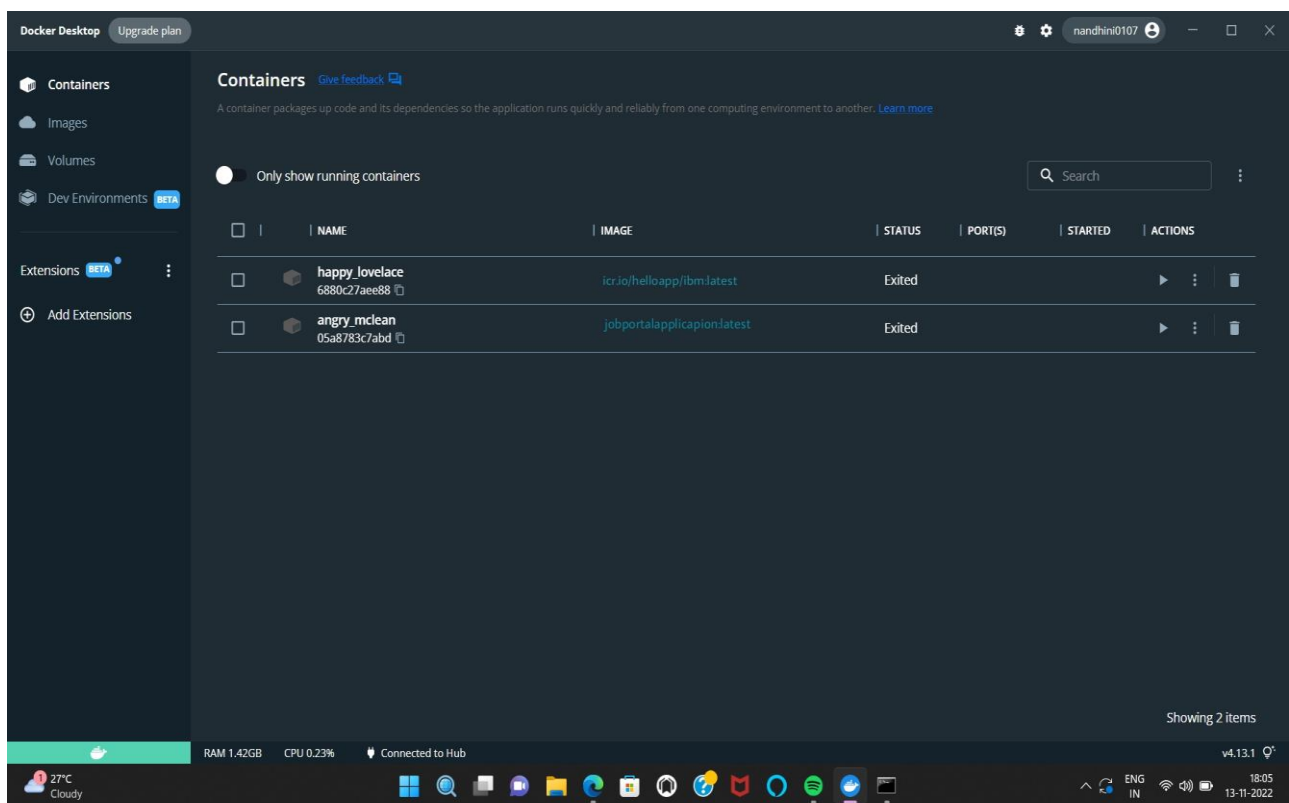 Docker Desktop Upgrade plan nandhini0107
Containers
Images
Volumes
Dev Environments BETA
Extensions BETA
Add Extensions
Containers Give feedback
A container packages up code and its dependencies so the application runs quickly and reliably from one computing environment to another. Learn more
Only show running containers Search
NAME IMAGE STATUS PORT(S) STARTED ACTIONS
happy_lovelace icr.io/helloapp/ibm:latest Exited
6880c27aee88
angry_mclean jobportalapplicapion:latest Exited
05a8783c7abd
Showing 2 items
RAM 1.42GB CPU 0.23% Connected to Hub v4.13.1
1 27°C ENG 18:05
Cloudy IN 13-11-2022